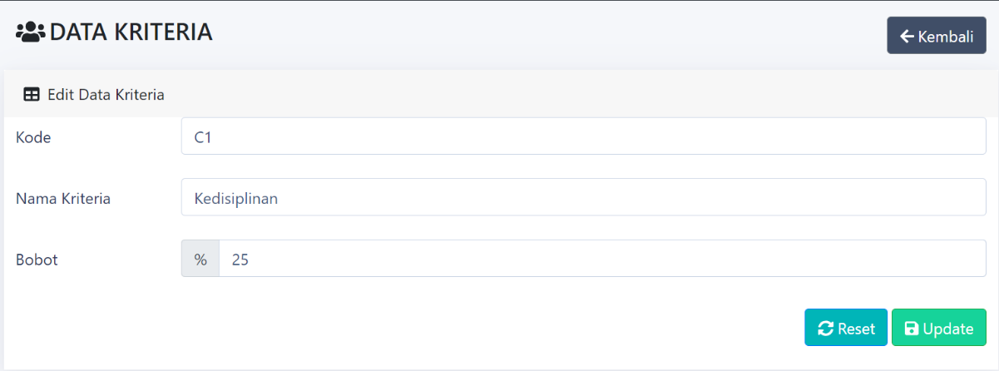 DATA KRITERIA
Kembali
Edit Data Kriteria
Kode C1
Nama Kriteria Kedisiplinan
Bobot % 25
Reset Update